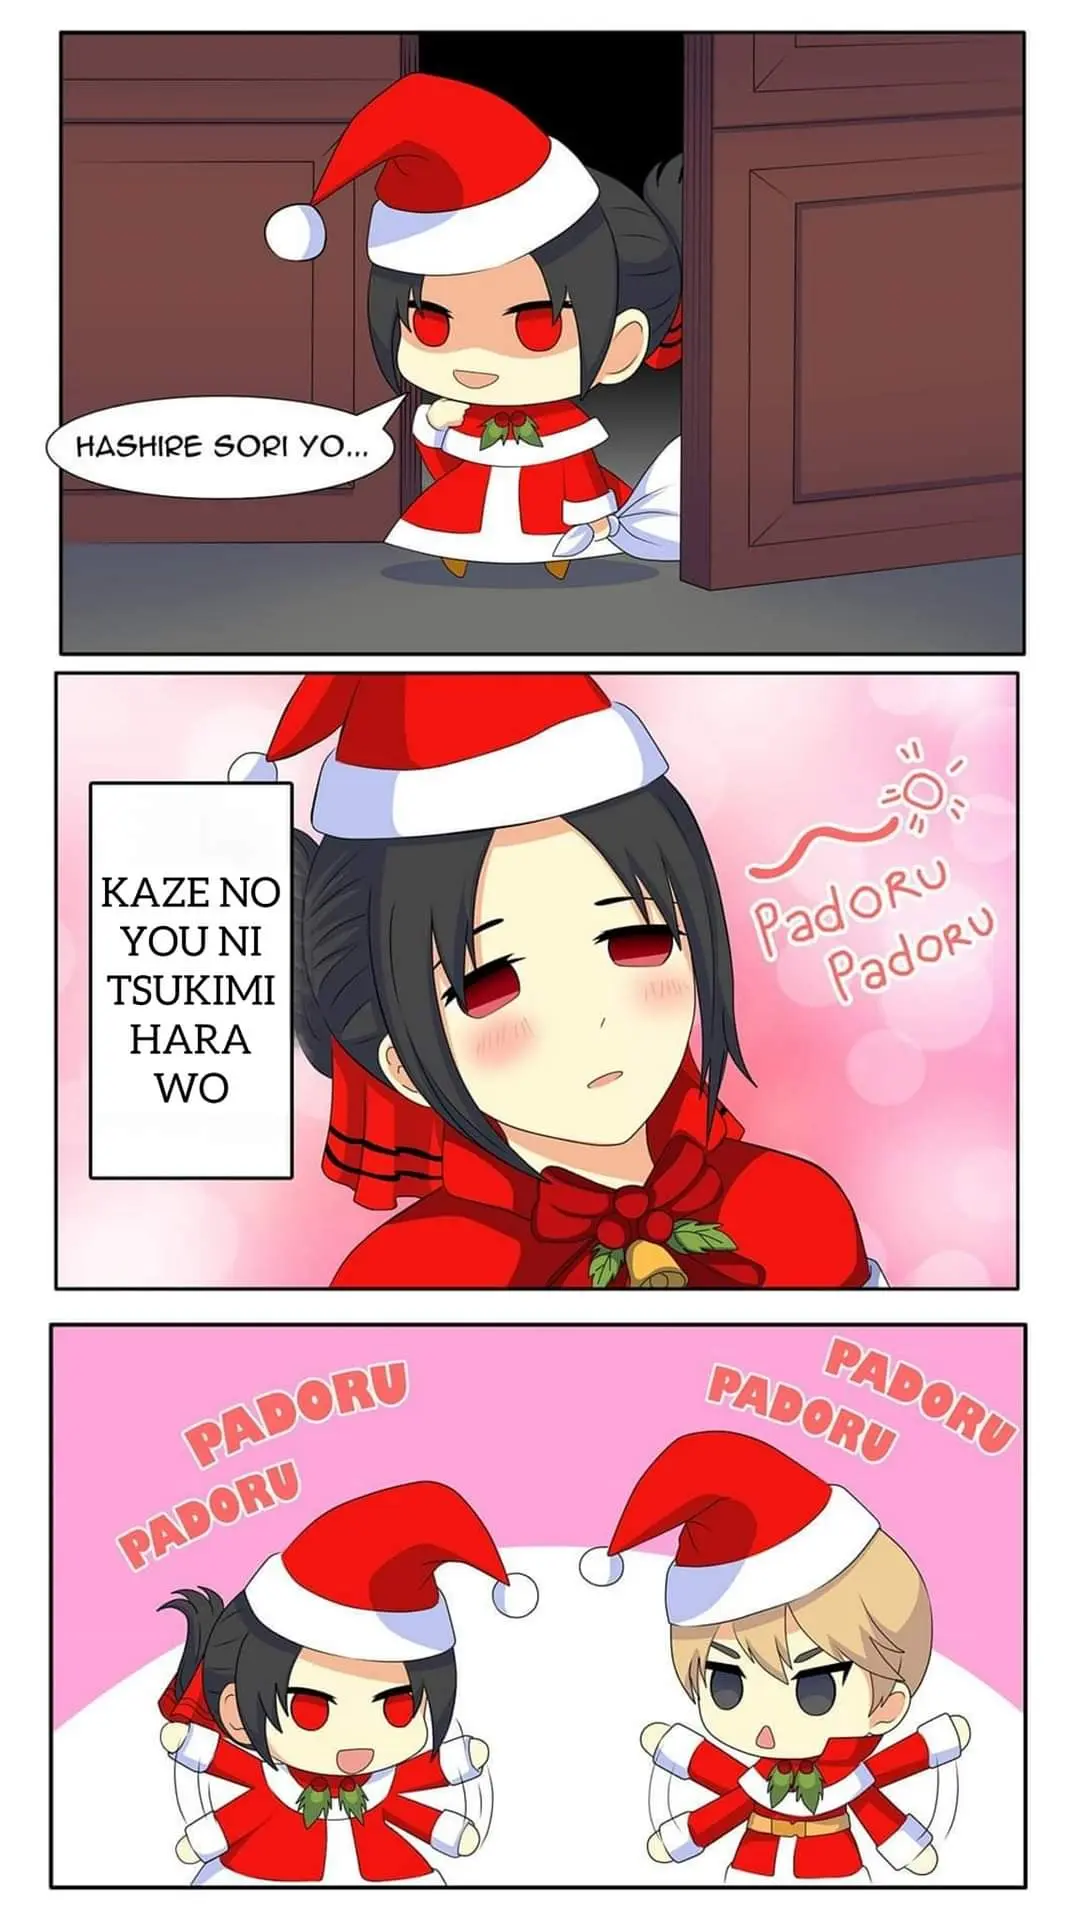 HASHIRE SORI YO...
KAZE NO
YOU NI
TSUKIMI
HARA
WO
PadoRU
PadoRU
PADORU
PADORU
PADORU
PADORU